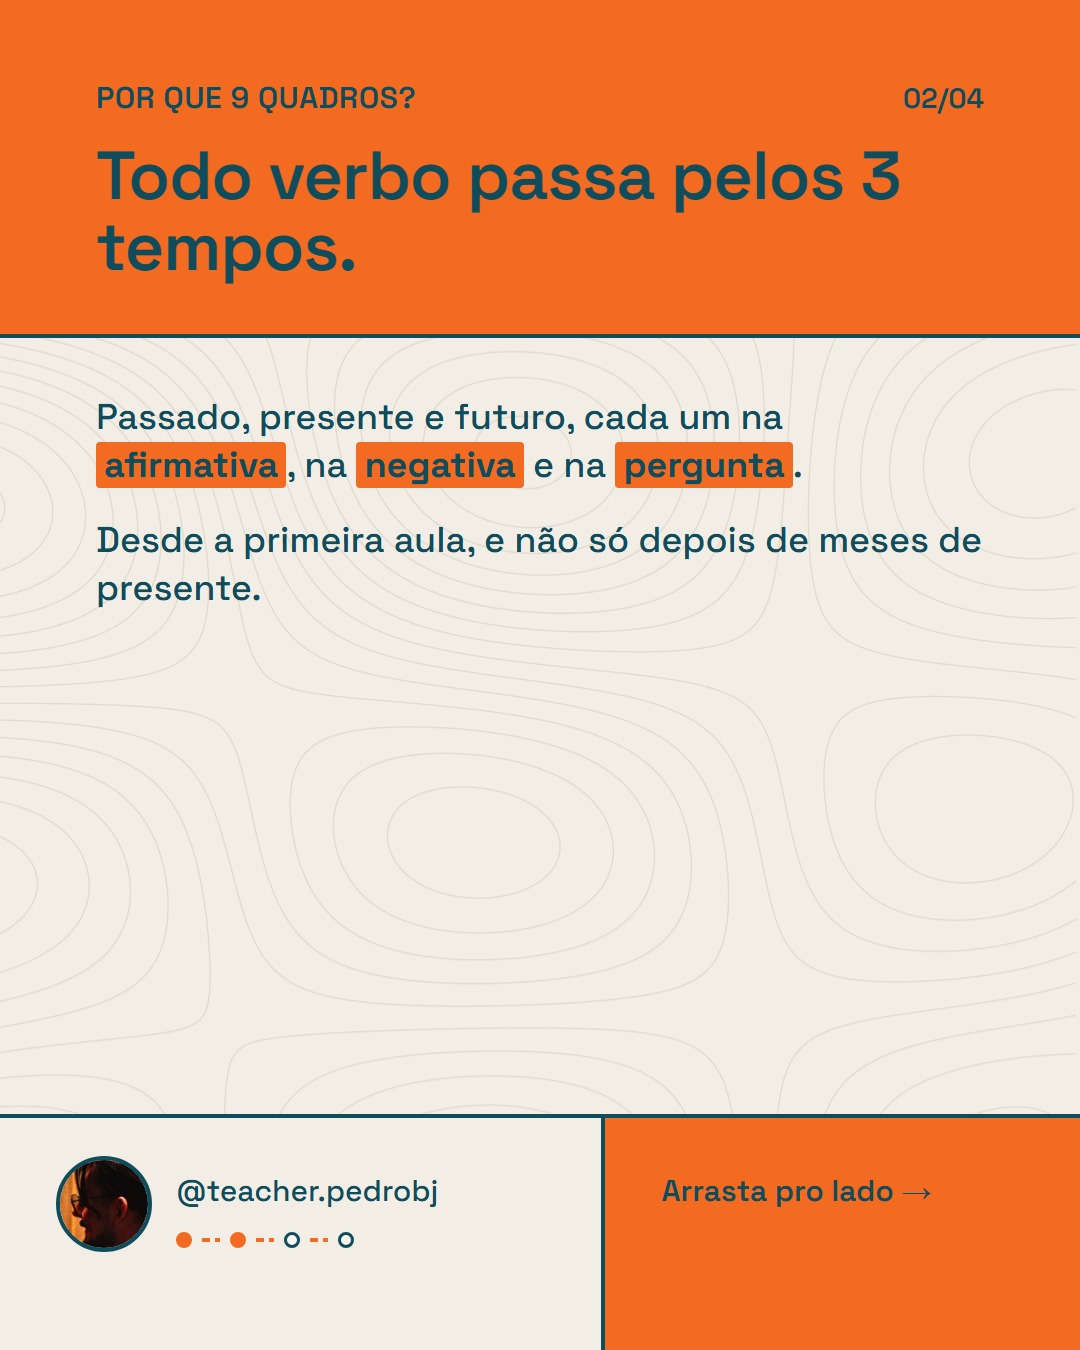 POR QUE 9 QUADROS?
02/04
Todo verbo passa pelos 3
tempos.
Passado, presente e futuro, cada um na
afirmativa, na negativa e na pergunta.
Desde a primeira aula, e não só depois de meses de
presente.
@teacher.pedrobj
Arrasta pro lado →